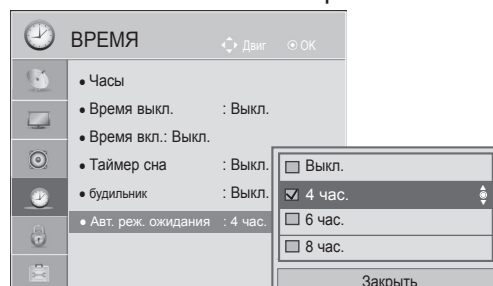 ВРЕМЯ Двиг OK
• Часы
• Время выкл. : Выкл.
• Время вкл.: Выкл.
• Таймер сна : Выкл.
• будильник : Выкл.
• Авт. реж. ожидания : 4 час.
Выкл.
4 час.
6 час.
8 час.
Закрыть